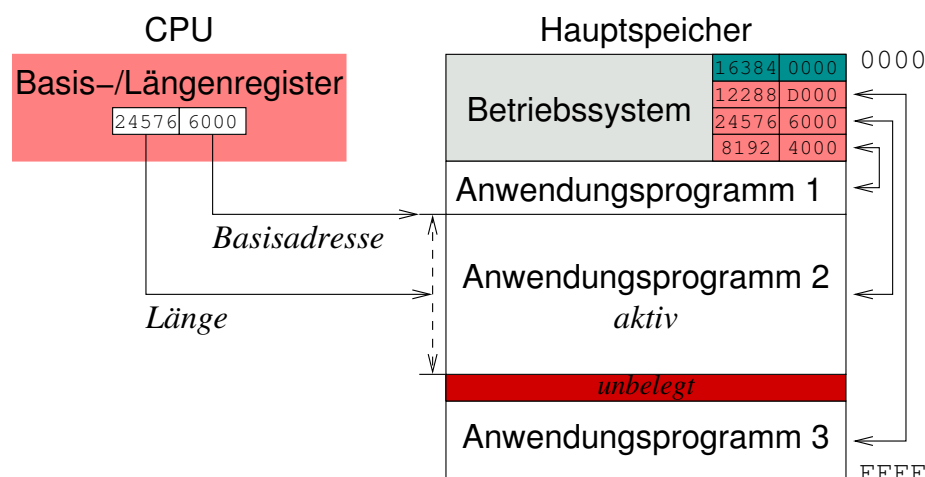 CPU
Hauptspeicher
0000
Basis–/Längenregister
24576 6000
Betriebssystem
16384 0000
12288 D000
24576 6000
8192 4000
Anwendungsprogramm 1
Basisadresse
Anwendungsprogramm 2
aktiv
Länge
unbelegt
Anwendungsprogramm 3
FFFF